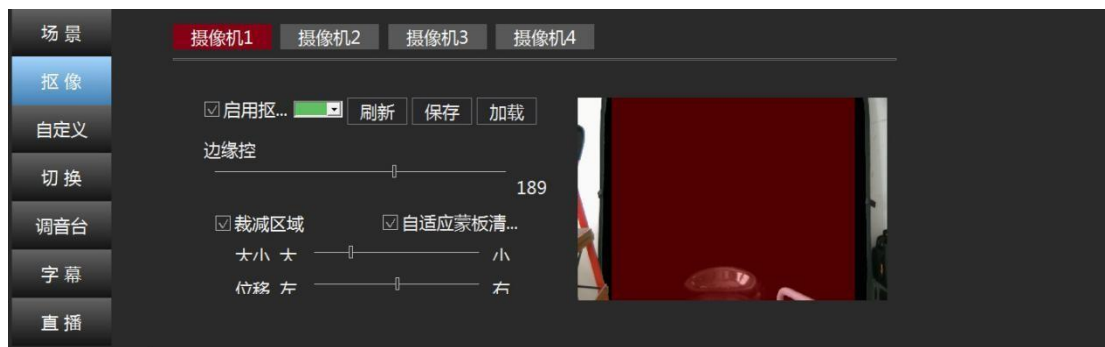 场景
抠像
自定义
切换
调音台
字幕
直播
摄像机1 摄像机2 摄像机3 摄像机4
启用抠... 刷新 保存 加载
边缘控
189
裁减区域 自适应蒙板清...
大小 大 小
位移 左 右